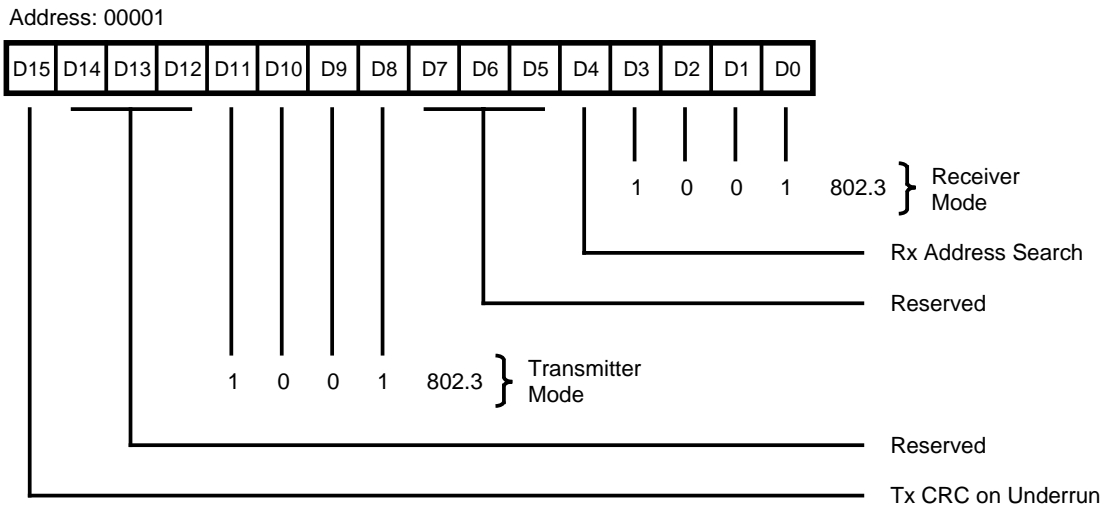 Address: 00001
D15 D14 D13 D12 D11 D10 D9 D8 D7 D6 D5 D4 D3 D2 D1 D0
1 0 0 1 802.3 } Receiver
Mode
Rx Address Search
Reserved
1 0 0 1 802.3 } Transmitter
Mode
Reserved
Tx CRC on Underrun